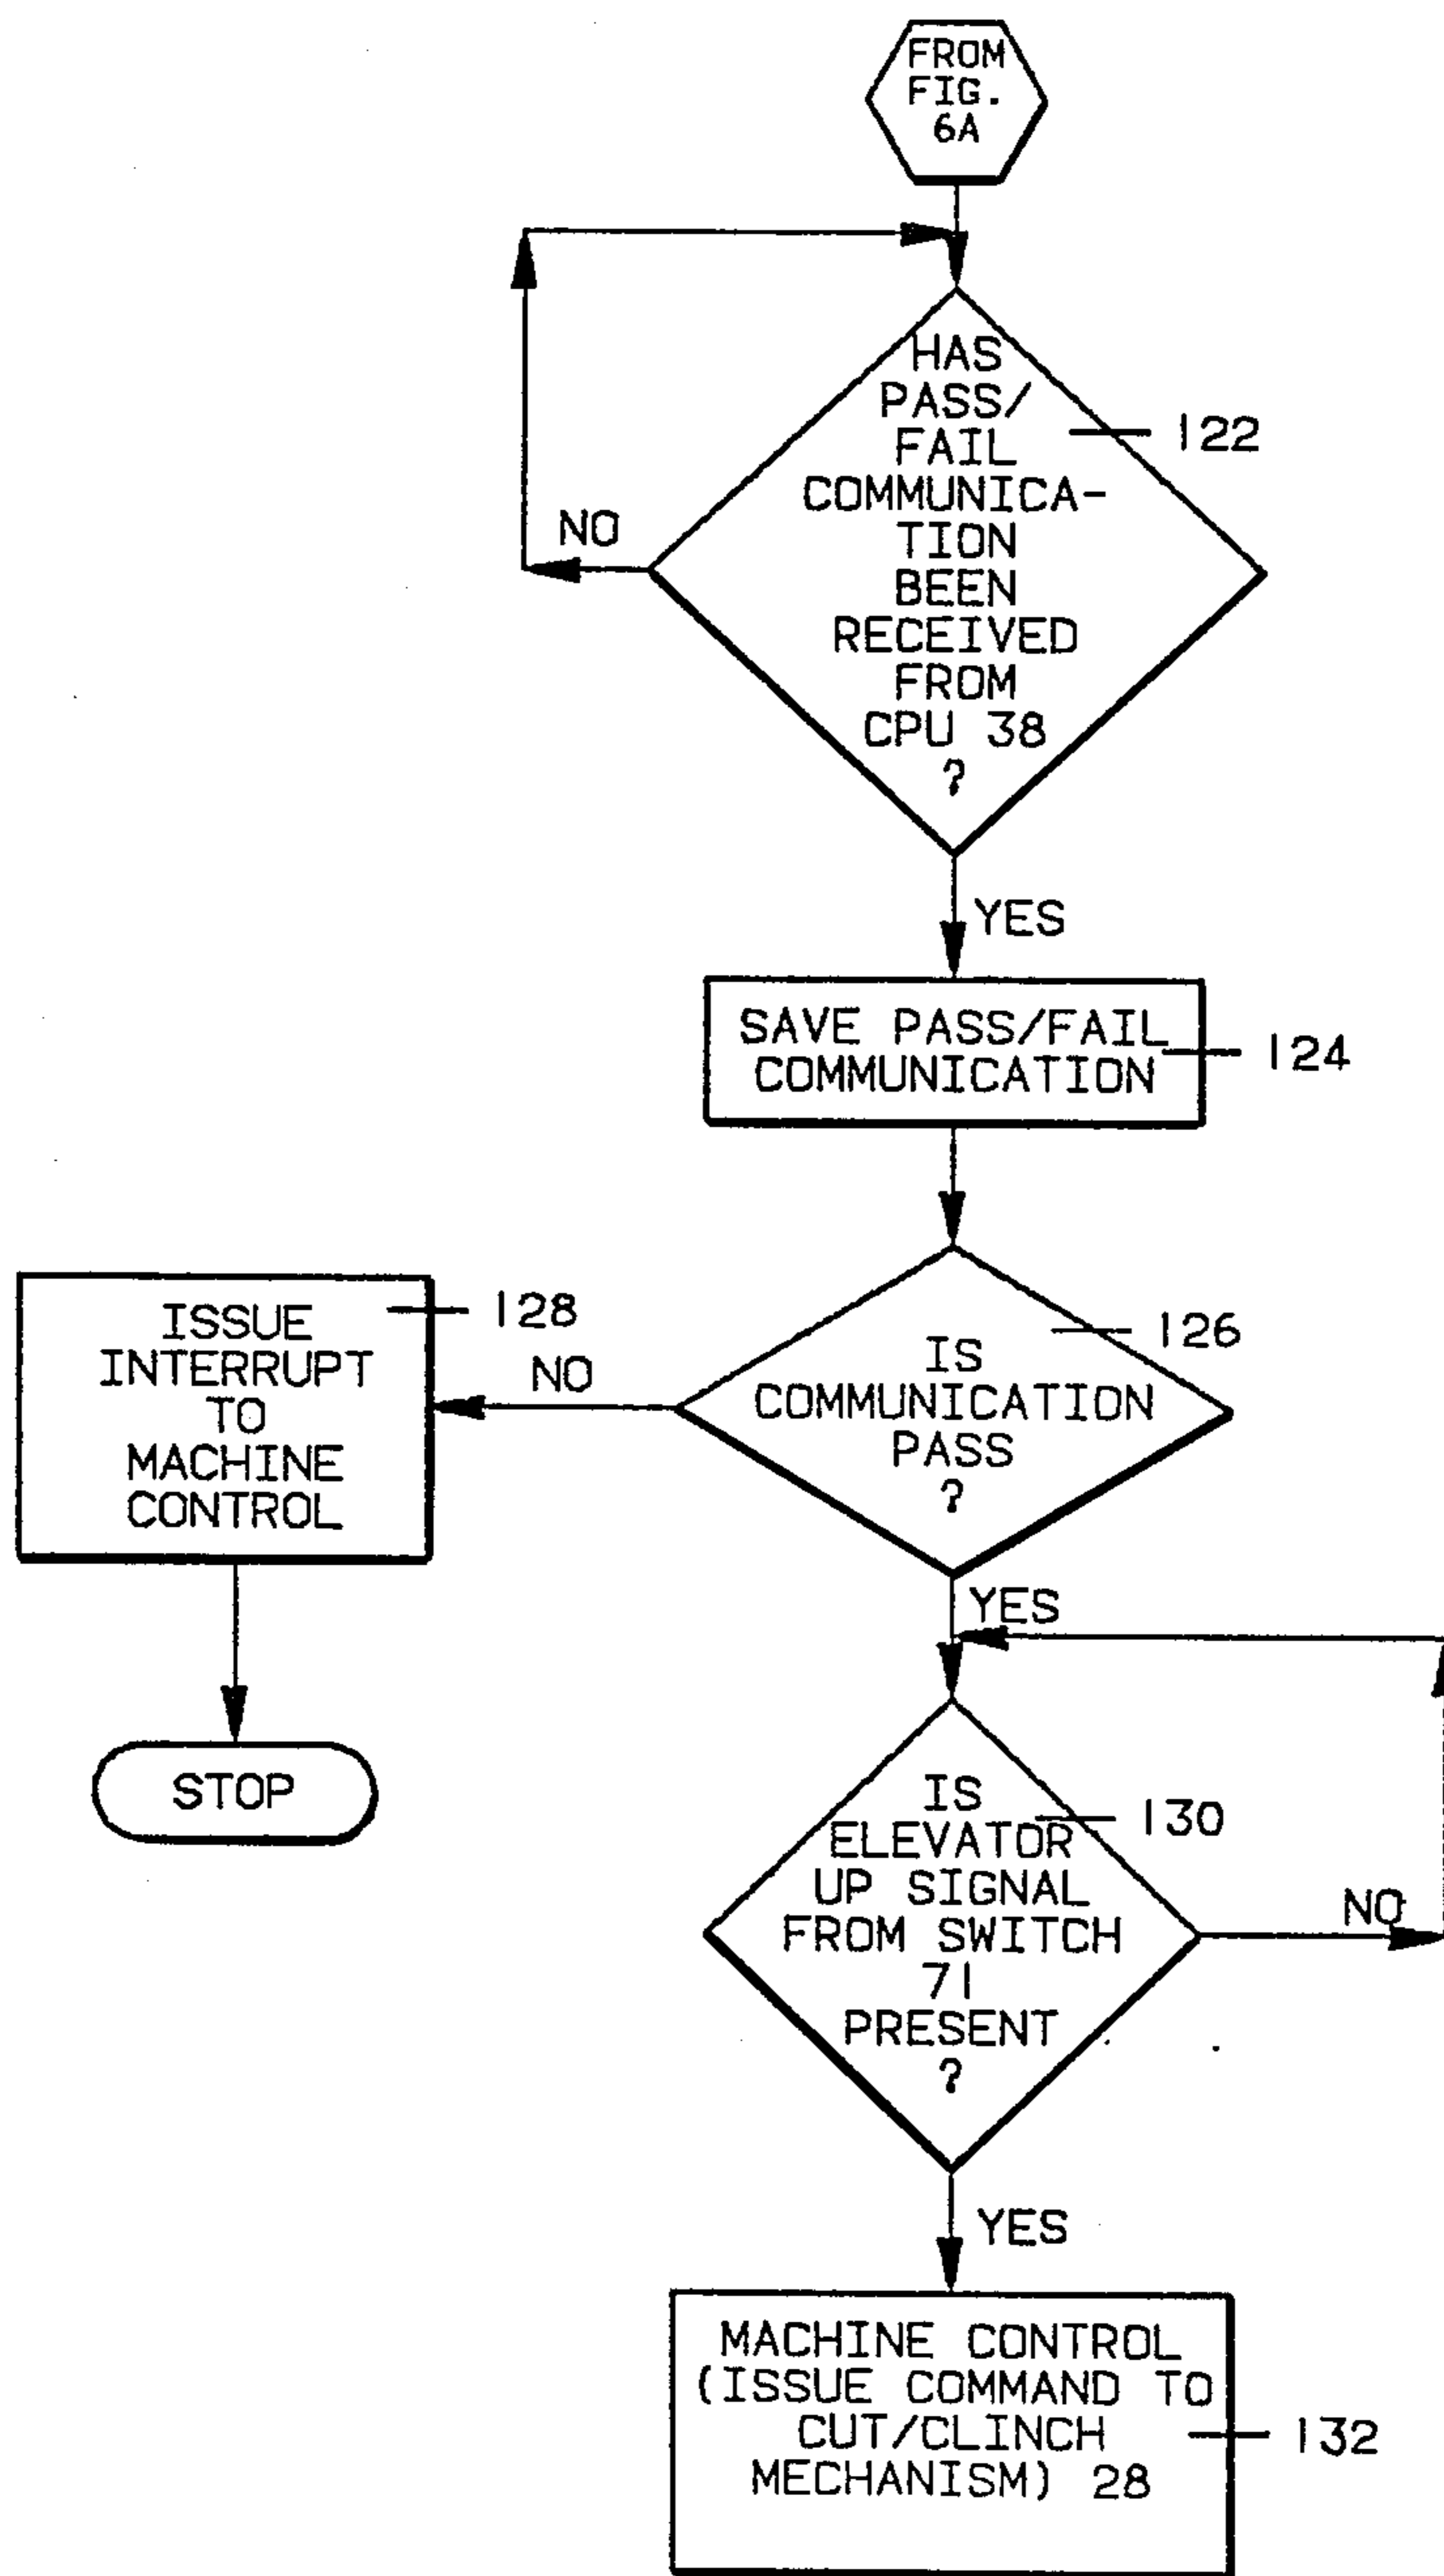 FROM
FIG.
6A
HAS
PASS/
FAIL
COMMUNICA-
TION
BEEN
RECEIVED
FROM
CPU 38
?
122
NO
YES
SAVE PASS/FAIL
COMMUNICATION
124
IS
COMMUNICATION
PASS
?
126
NO
ISSUE
INTERRUPT
TO
MACHINE
CONTROL
128
STOP
YES
IS
ELEVATOR
UP SIGNAL
FROM SWITCH
71
PRESENT
?
130
NO
YES
MACHINE CONTROL
(ISSUE COMMAND TO
CUT/CLINCH
MECHANISM) 28
132